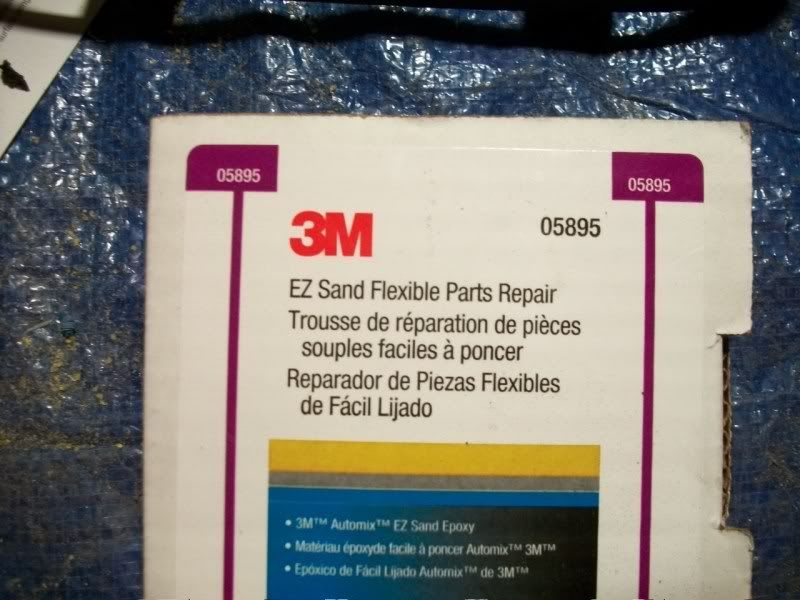 05895
05895
3M
05895
EZ Sand Flexible Parts Repair
Trousse de réparation de pièces
souples faciles à poncer
Reparador de Piezas Flexibles
de Fácil Lijado
• 3M™ Automix™ EZ Sand Epoxy
• Matériau époxyde facile à poncer Automix™ 3M™
• Epóxico de Fácil Lijado Automix™ de 3M™